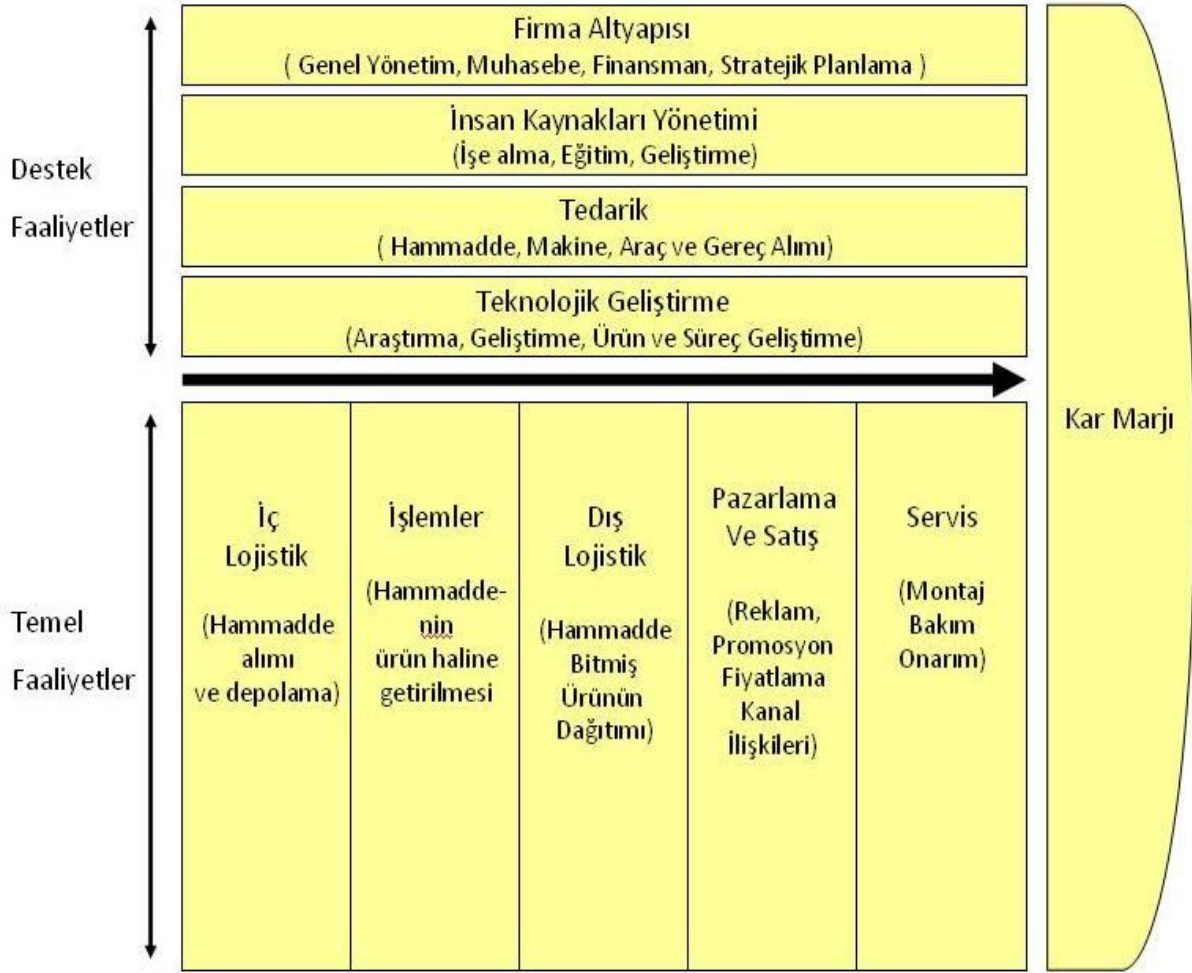 Firma Altyapısı
( Genel Yönetim, Muhasebe, Finansman, Stratejik Planlama )
İnsan Kaynakları Yönetimi
(İşe alma, Eğitim, Geliştirme)
Destek
Faaliyetler
Tedarik
( Hammadde, Makine, Araç ve Gereç Alımı)
Teknolojik Geliştirme
(Araştırma, Geliştirme, Ürün ve Süreç Geliştirme)
Kar Marjı
Temel
Faaliyetler
İç
Lojistik
(Hammadde
alımı
ve depolama)
İşlemler
(Hammadde-
nin
ürün haline
getirilmesi
Dış
Lojistik
(Hammadde
Bitmiş
Ürünün
Dağıtımı)
Pazarlama
Ve Satış
(Reklam,
Promosyon
Fiyatlama
Kanal
İlişkileri)
Servis
(Montaj
Bakım
Onarım)